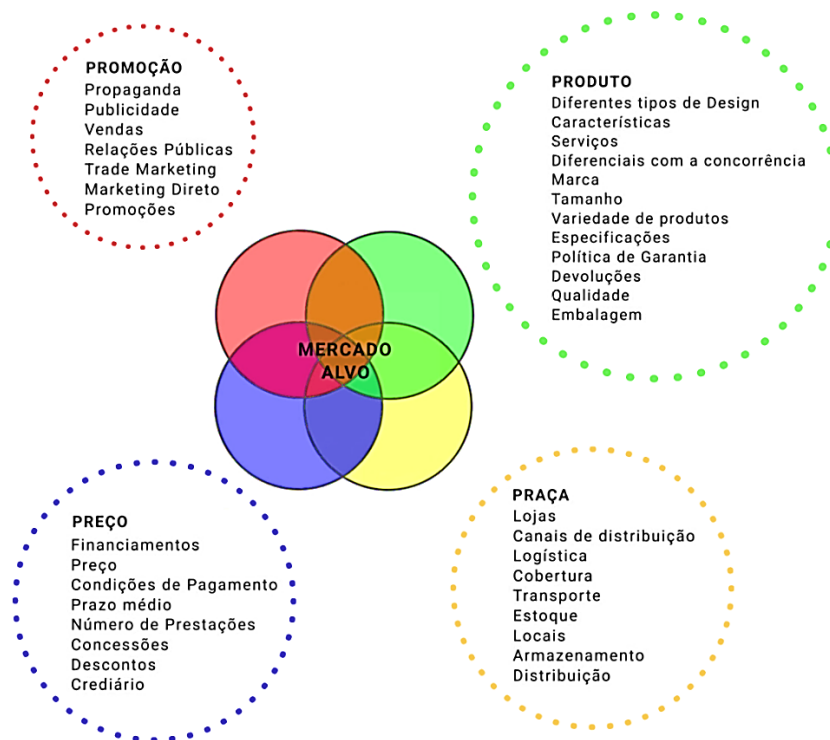 PROMOÇÃO
Propaganda
Publicidade
Vendas
Relações Públicas
Trade Marketing
Marketing Direto
Promoções
PRODUTO
Diferentes tipos de Design
Características
Serviços
Diferenciais com a concorrência
Marca
Tamanho
Variedade de produtos
Especificações
Política de Garantia
Devoluções
Qualidade
Embalagem
MERCADO
ALVO
PREÇO
Financiamentos
Preço
Condições de Pagamento
Prazo médio
Número de Prestações
Concessões
Descontos
Crediário
PRAÇA
Lojas
Canais de distribuição
Logística
Cobertura
Transporte
Estoque
Locais
Armazenamento
Distribuição